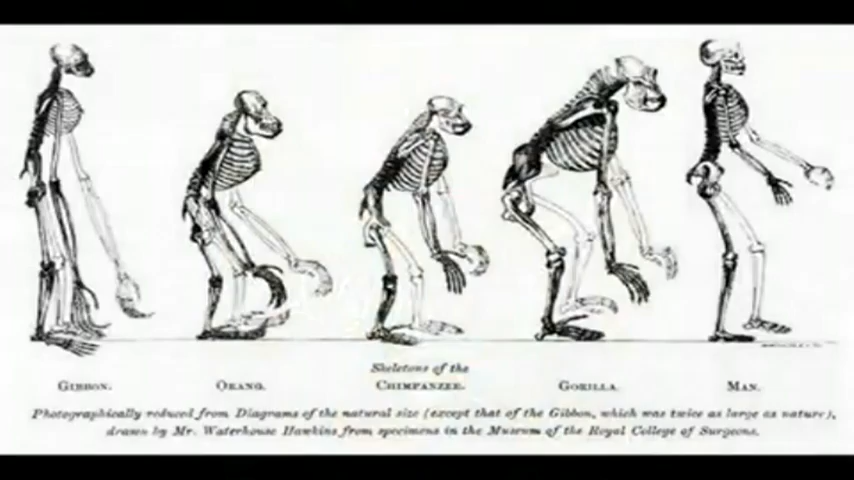 Skeletons of the
GIBBON. ORANG. CHIMPANZEE. GORILLA. MAN.
Photographically reduced from Diagrams of the natural size (except that of the Gibbon, which was twice as large as nature),
drawn by Mr. Waterhouse Hawkins from specimens in the Museum of the Royal College of Surgeons.